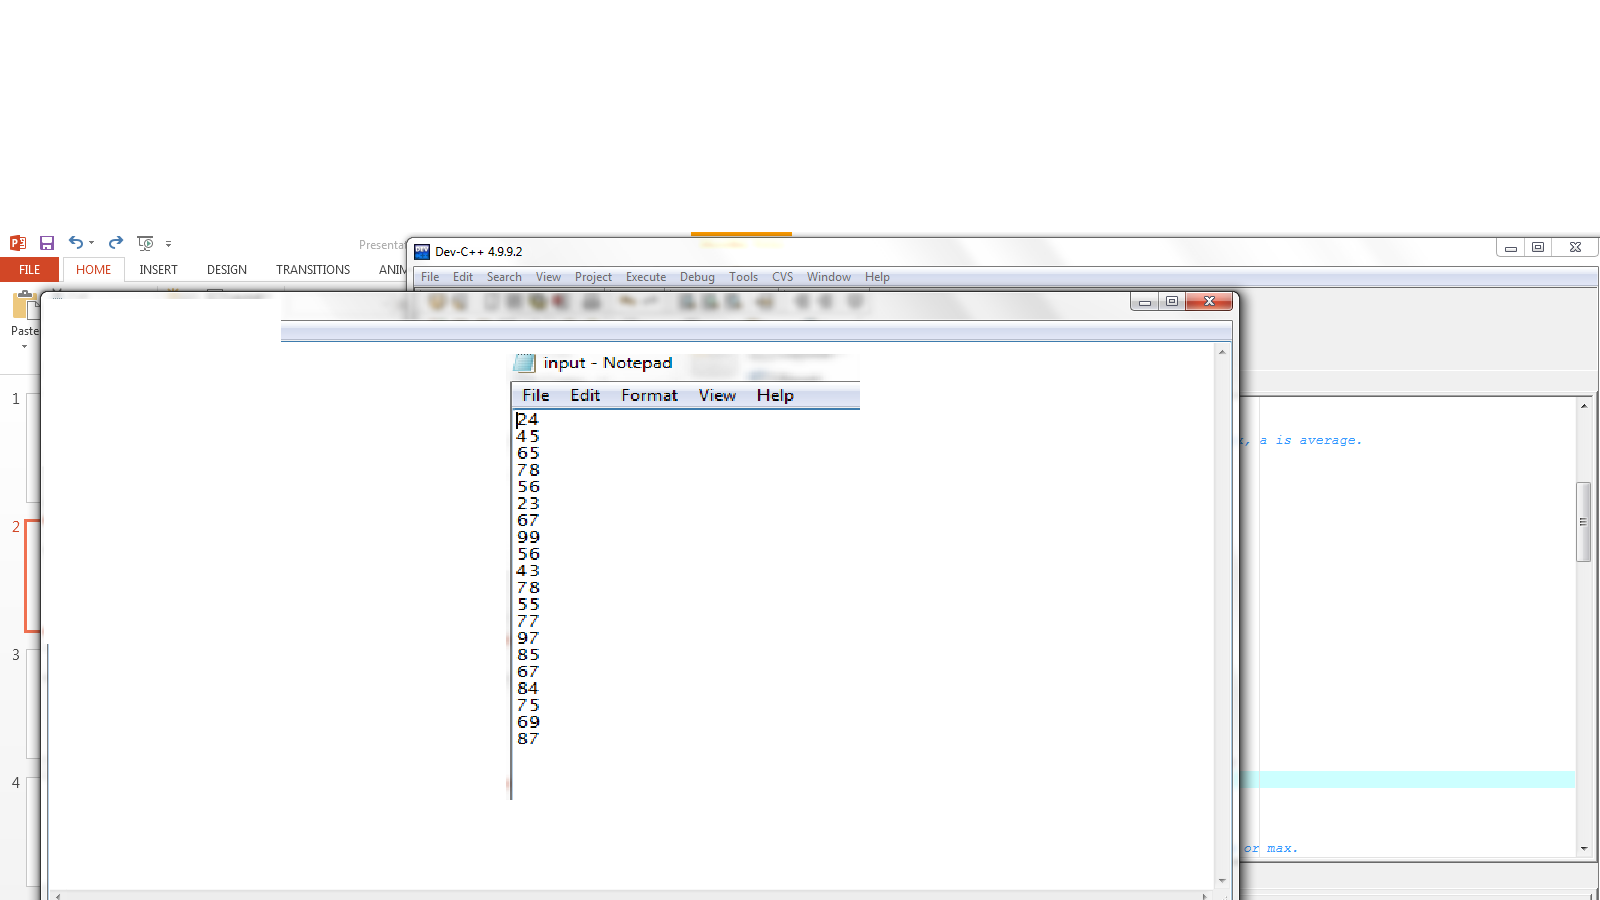 Presentat
FILE HOME INSERT DESIGN TRANSITIONS ANIM
Paste
1
2
3
4
Dev-C++ 4.9.9.2
File Edit Search View Project Execute Debug Tools CVS Window Help
input - Notepad
File Edit Format View Help
24
45
65
78
56
23
67
99
56
43
78
55
77
97
85
67
84
75
69
87
, a is average.
or max.